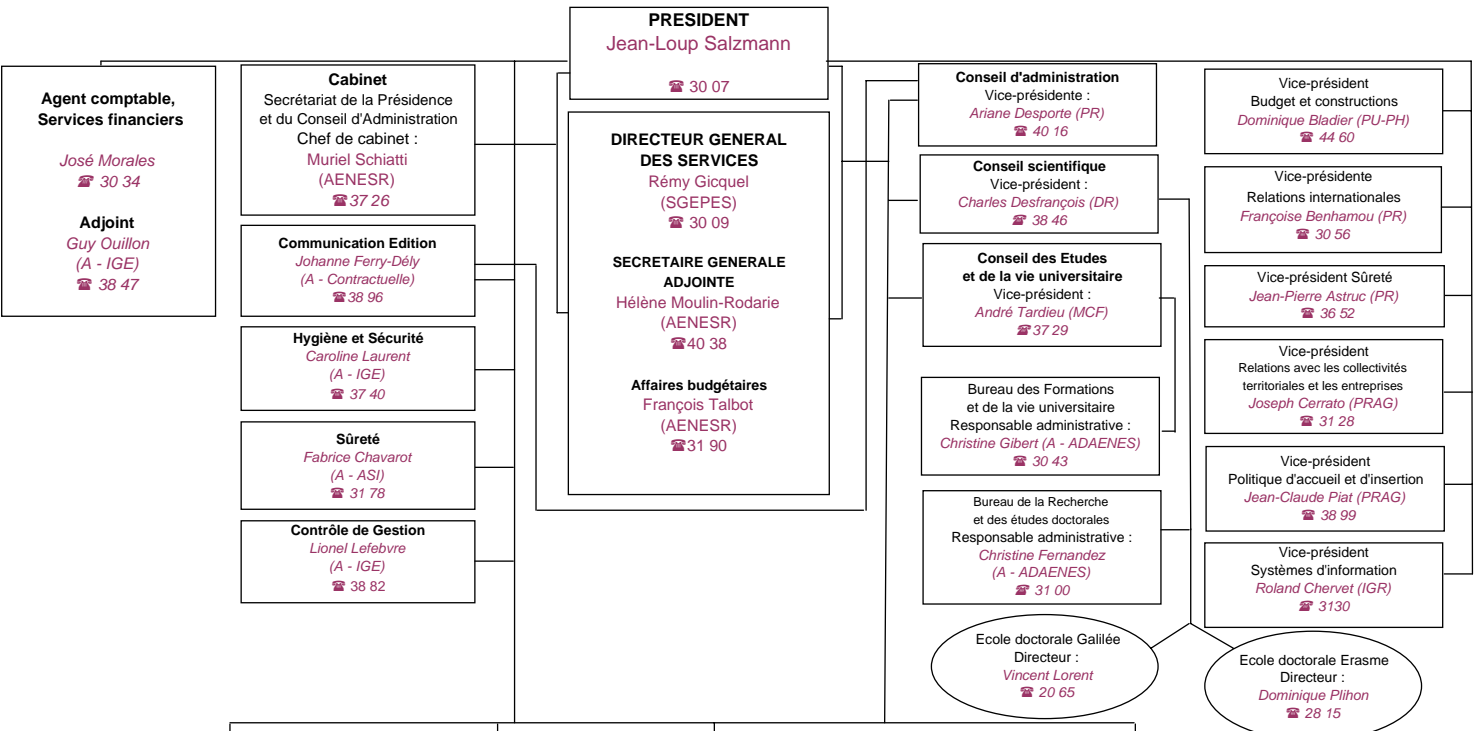 PRESIDENT
Jean-Loup Salzmann
☎ 30 07
Agent comptable,
Services financiers
José Morales
☎ 30 34
Adjoint
Guy Ouillon
(A - IGE)
☎ 38 47
Cabinet
Secrétariat de la Présidence
et du Conseil d'Administration
Chef de cabinet :
Muriel Schiatti
(AENESR)
☎37 26
Communication Edition
Johanne Ferry-Dély
(A - Contractuelle)
☎38 96
Hygiène et Sécurité
Caroline Laurent
(A - IGE)
☎ 37 40
Sûreté
Fabrice Chavarot
(A - ASI)
☎ 31 78
Contrôle de Gestion
Lionel Lefebvre
(A - IGE)
☎ 38 82
DIRECTEUR GENERAL
DES SERVICES
Rémy Gicquel
(SGEPES)
☎ 30 09
SECRETAIRE GENERALE
ADJOINTE
Hélène Moulin-Rodarie
(AENESR)
☎40 38
Affaires budgétaires
François Talbot
(AENESR)
☎31 90
Conseil d'administration
Vice-présidente :
Ariane Desporte (PR)
☎ 40 16
Conseil scientifique
Vice-président :
Charles Desfrançois (DR)
☎ 38 46
Conseil des Etudes
et de la vie universitaire
Vice-président :
André Tardieu (MCF)
☎37 29
Bureau des Formations
et de la vie universitaire
Responsable administrative :
Christine Gibert (A - ADAENES)
☎ 30 43
Bureau de la Recherche
et des études doctorales
Responsable administrative :
Christine Fernandez
(A - ADAENES)
☎ 31 00
Ecole doctorale Galilée
Directeur :
Vincent Lorent
☎ 20 65
Vice-président
Budget et constructions
Dominique Bladier (PU-PH)
☎ 44 60
Vice-présidente
Relations internationales
Françoise Benhamou (PR)
☎ 30 56
Vice-président Sûreté
Jean-Pierre Astruc (PR)
☎ 36 52
Vice-président
Relations avec les collectivités
territoriales et les entreprises
Joseph Cerrato (PRAG)
☎ 31 28
Vice-président
Politique d'accueil et d'insertion
Jean-Claude Piat (PRAG)
☎ 38 99
Vice-président
Systèmes d'information
Roland Chervet (IGR)
☎ 3130
Ecole doctorale Erasme
Directeur :
Dominique Plihon
☎ 28 15